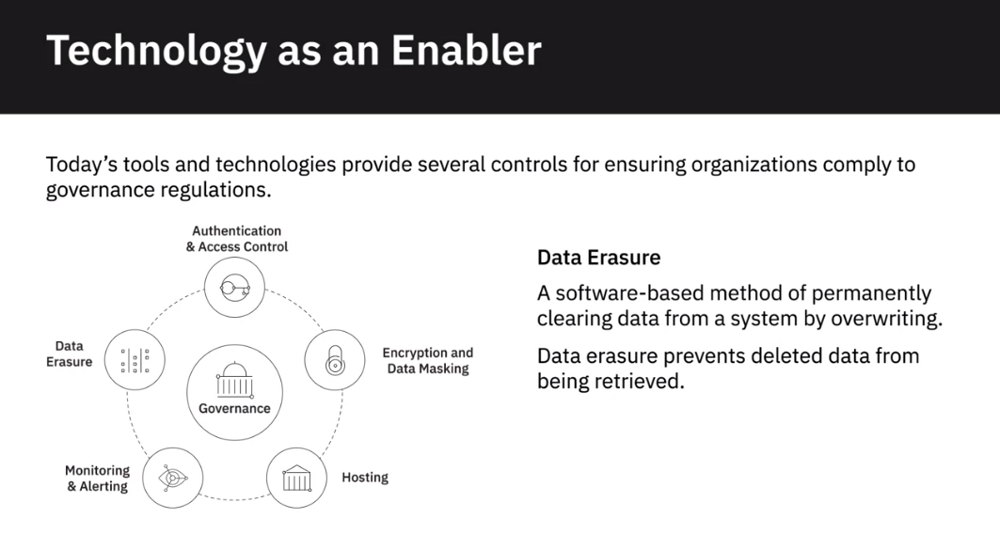 Technology as an Enabler
Today's tools and technologies provide several controls for ensuring organizations comply to
governance regulations.
Authentication
& Access Control
Data
Erasure
Encryption and
Data Masking
Governance
Monitoring
& Alerting
Hosting
Data Erasure
A software-based method of permanently
clearing data from a system by overwriting.
Data erasure prevents deleted data from
being retrieved.